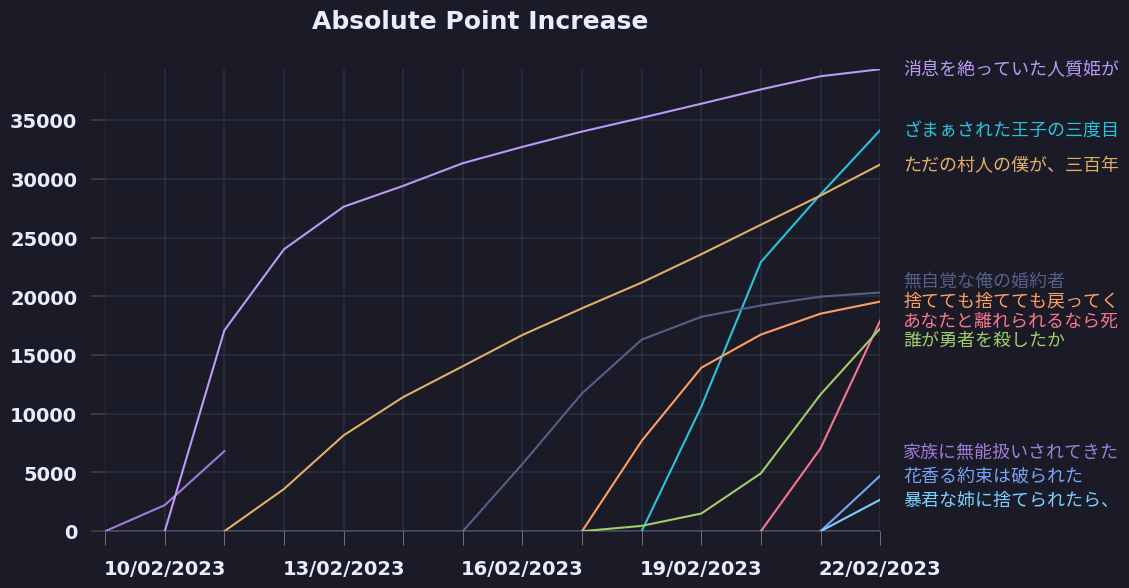 Absolute Point Increase
消息を絶っていた人質姫が
35000
ざまぁされた王子の三度目
ただの村人の僕が、三百年
30000
25000
無自覚な俺の婚約者
20000
捨てても捨てても戻ってく
あなたと離れられるなら死
誰が勇者を殺したか
15000
10000
家族に無能扱いされてきた
5000
花香る約束は破られた
暴君な姉に捨てられたら、
0
10/02/2023 13/02/2023 16/02/2023 19/02/2023 22/02/2023